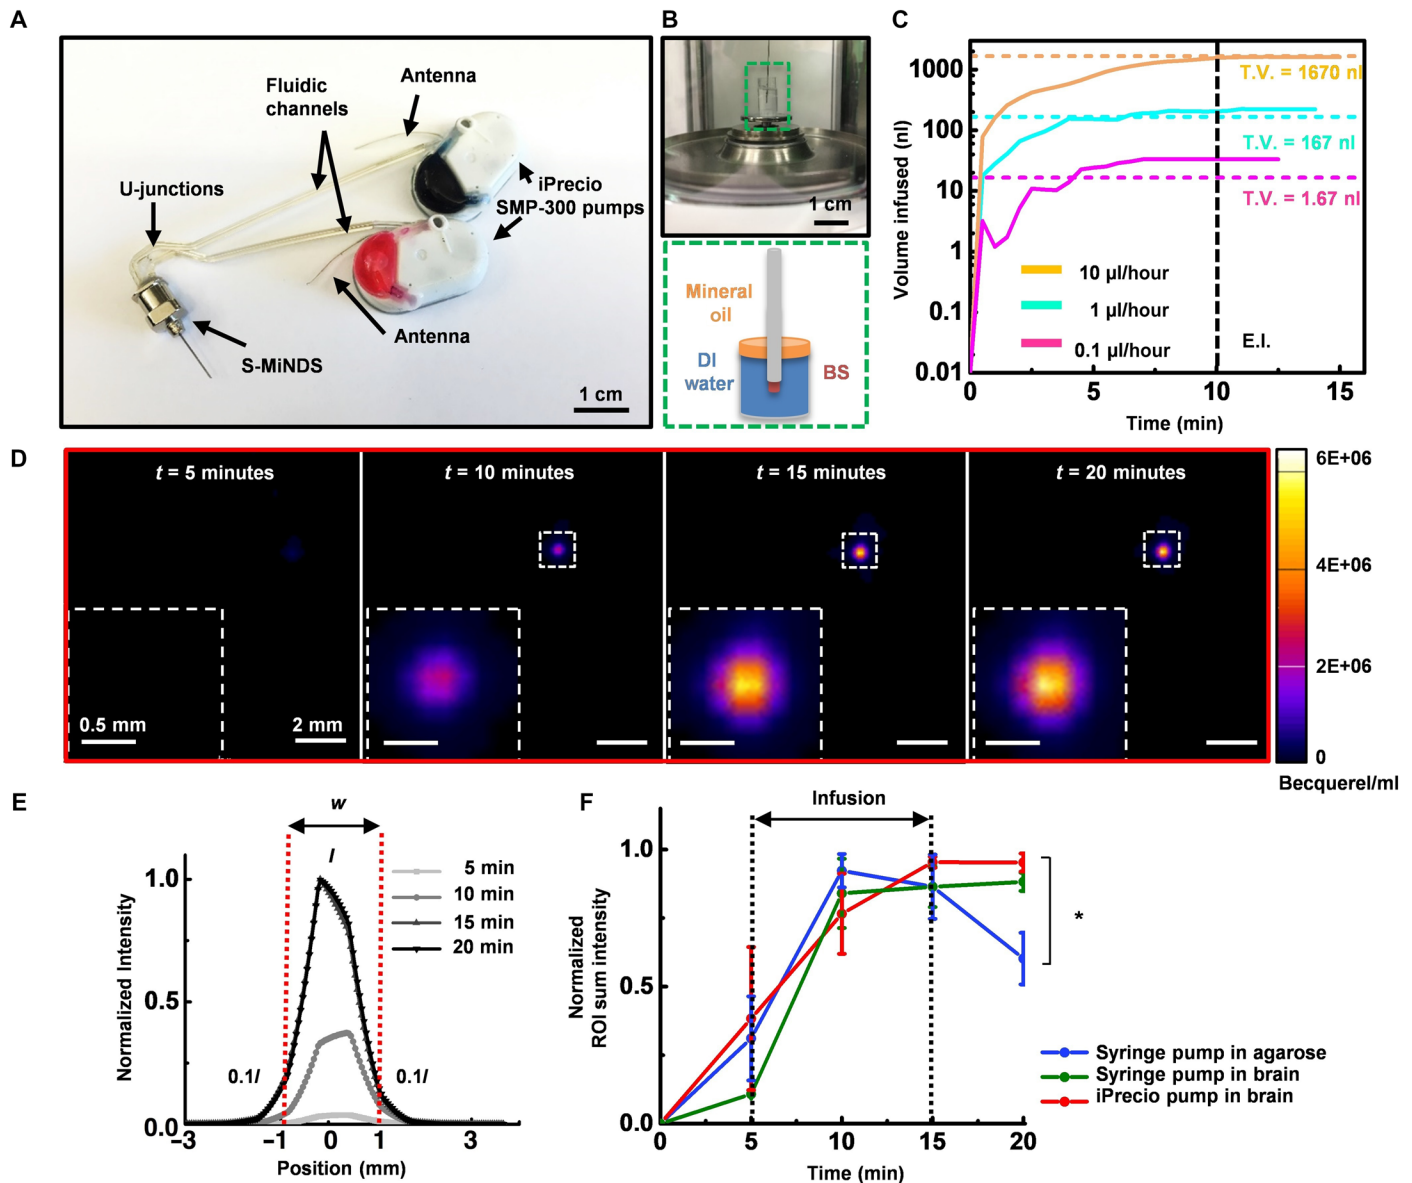 A
Antenna
Fluidic
channels
U-junctions
iPrecio
SMP-300 pumps
Antenna
S-MiNDS
1 cm
B
1 cm
Mineral
oil
DI
water
BS
C
Volume infused (nl)
1000
100
10
1
0.1
0.01
T.V. = 1670 nl
T.V. = 167 nl
T.V. = 1.67 nl
10 µl/hour
1 µl/hour
0.1 µl/hour
E.I.
0 5 10 15
Time (min)
D
t = 5 minutes
t = 10 minutes
t = 15 minutes
t = 20 minutes
0.5 mm
2 mm
6E+06
4E+06
2E+06
0
Becquerel/ml
E
w
I
Normalized Intensity
1.0
0.5
0.0
0.1I
0.1I
5 min
10 min
15 min
20 min
−3 −1 0 1 3
Position (mm)
F
Infusion
Normalized
ROI sum intensity
1.0
0.5
0.0
*
Syringe pump in agarose
Syringe pump in brain
iPrecio pump in brain
0 5 10 15 20
Time (min)